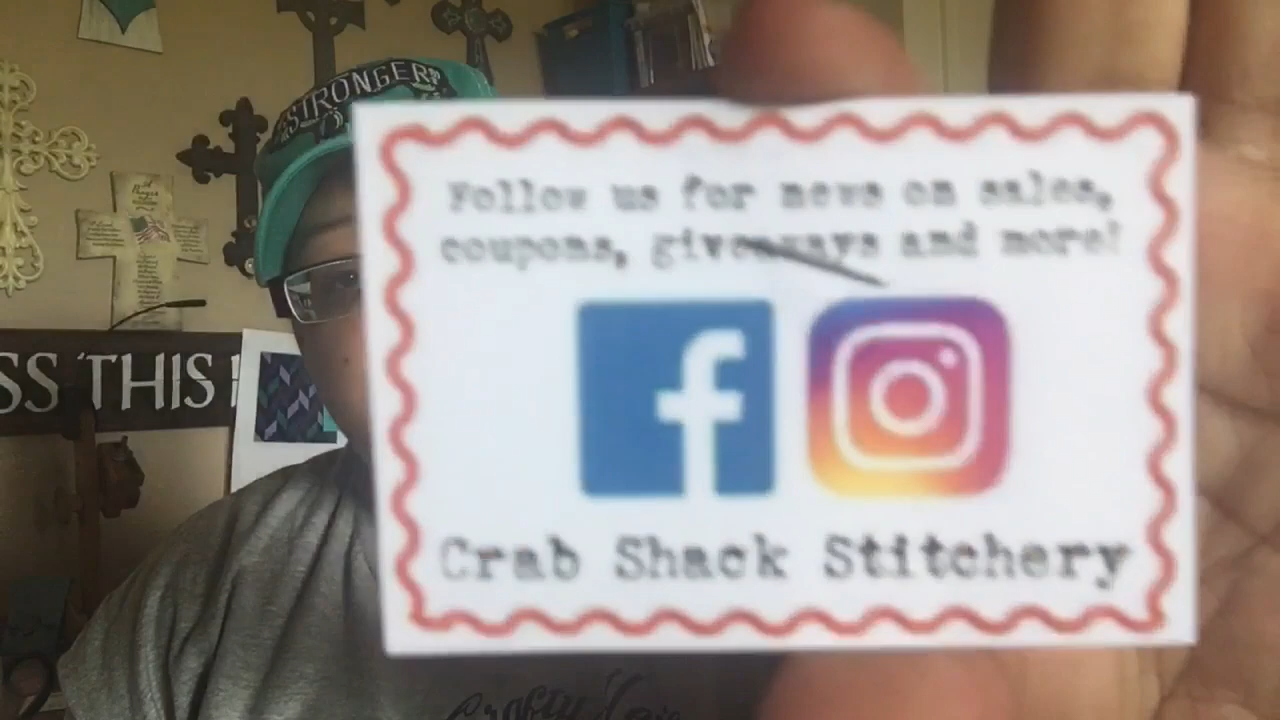 STRONGER
Follow us for news on sales,
coupons, giveaways and more!
SS THIS
Crab Shack Stitchery